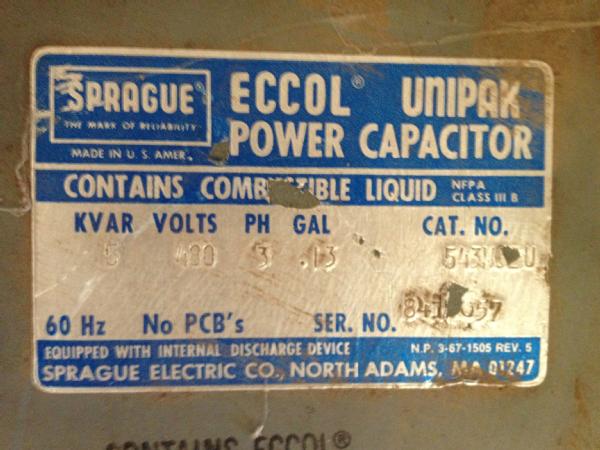 SPRAGUE
THE MARK OF RELIABILITY
MADE IN U.S. AMER.
ECCOL® UNIPAK
POWER CAPACITOR
CONTAINS COMBUSTIBLE LIQUID NFPA CLASS III B
KVAR VOLTS PH GAL CAT. NO.
5 480 3 .13
60 Hz No PCB's SER. NO.
EQUIPPED WITH INTERNAL DISCHARGE DEVICE N.P. 3-67-1505 REV. 5
SPRAGUE ELECTRIC CO., NORTH ADAMS, MA 01247
CONTAINS ECCOL®